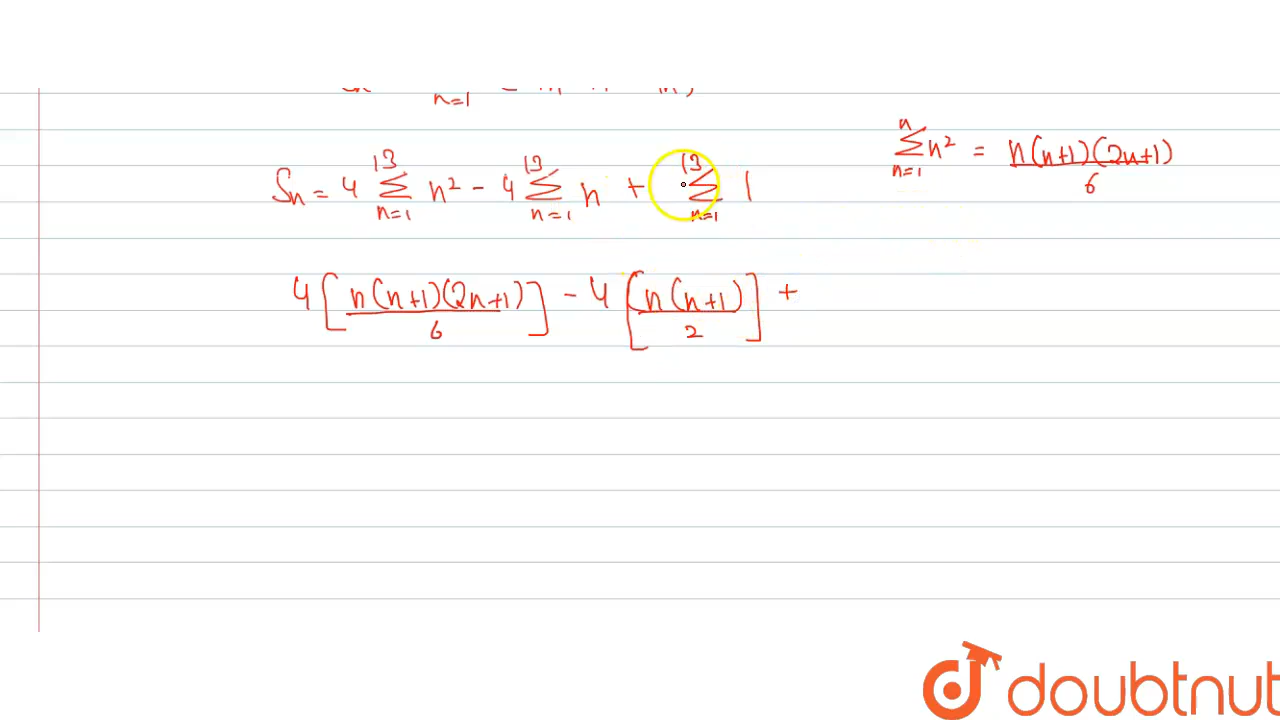 n=1
Sn = 4 13 Σ n=1 n² - 4 13 Σ n=1 n + 13 Σ n=1 1
n Σ n=1 n² = n(n+1)(2n+1) / 6
4 [ n(n+1)(2n+1) / 6 ] - 4 [ n(n+1) / 2 ] +
doubtnut